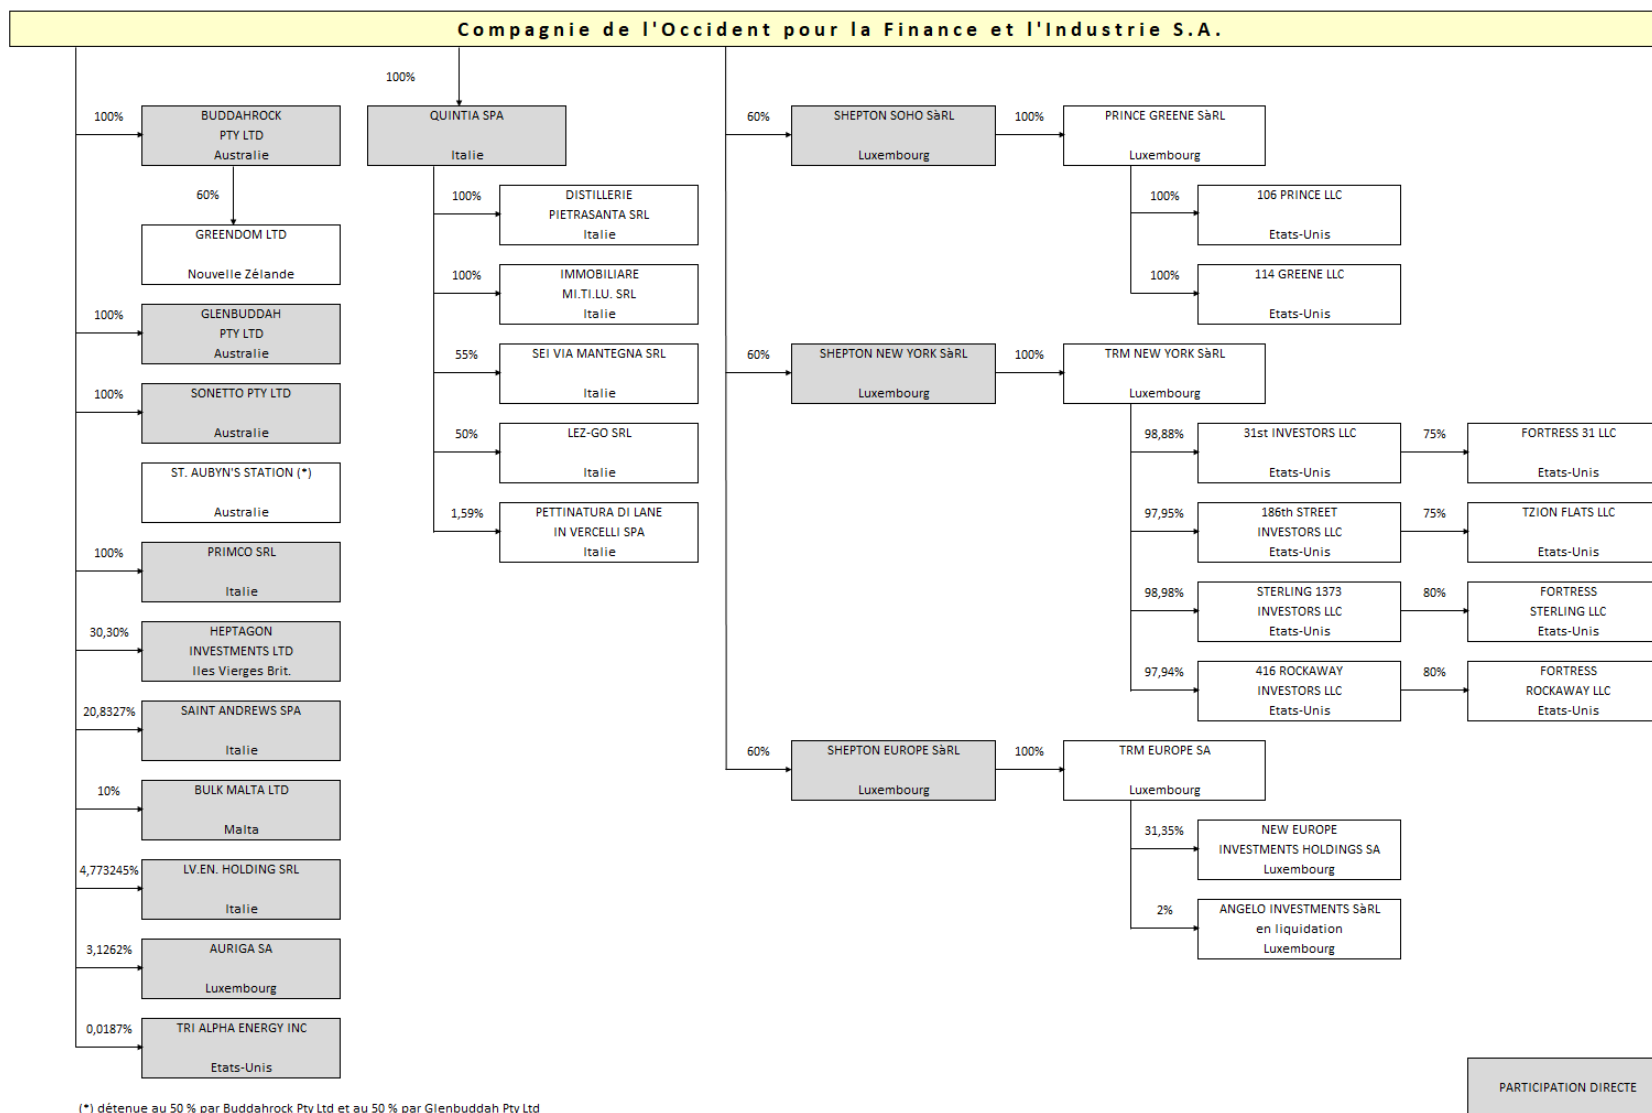 Compagnie de l'Occident pour la Finance et l'Industrie S.A.
100%
BUDDAHROCK
PTY LTD
Australie
60%
GREENDOM LTD
Nouvelle Zélande
100%
GLENBUDDAH
PTY LTD
Australie
100%
SONETTO PTY LTD
Australie
ST. AUBYN'S STATION (*)
Australie
100%
PRIMCO SRL
Italie
30,30%
HEPTAGON
INVESTMENTS LTD
Iles Vierges Brit.
20,8327%
SAINT ANDREWS SPA
Italie
10%
BULK MALTA LTD
Malta
4,773245%
LV.EN. HOLDING SRL
Italie
3,1262%
AURIGA SA
Luxembourg
0,0187%
TRI ALPHA ENERGY INC
Etats-Unis
100%
QUINTIA SPA
Italie
100%
DISTILLERIE
PIETRASANTA SRL
Italie
100%
IMMOBILIARE
MI.TI.LU. SRL
Italie
55%
SEI VIA MANTEGNA SRL
Italie
50%
LEZ-GO SRL
Italie
1,59%
PETTINATURA DI LANE
IN VERCELLI SPA
Italie
60%
SHEPTON SOHO SàRL
Luxembourg
100%
PRINCE GREENE SàRL
Luxembourg
100%
106 PRINCE LLC
Etats-Unis
100%
114 GREENE LLC
Etats-Unis
60%
SHEPTON NEW YORK SàRL
Luxembourg
100%
TRM NEW YORK SàRL
Luxembourg
98,88%
31st INVESTORS LLC
Etats-Unis
75%
FORTRESS 31 LLC
Etats-Unis
97,95%
186th STREET
INVESTORS LLC
Etats-Unis
75%
TZION FLATS LLC
Etats-Unis
98,98%
STERLING 1373
INVESTORS LLC
Etats-Unis
80%
FORTRESS
STERLING LLC
Etats-Unis
97,94%
416 ROCKAWAY
INVESTORS LLC
Etats-Unis
80%
FORTRESS
ROCKAWAY LLC
Etats-Unis
60%
SHEPTON EUROPE SàRL
Luxembourg
100%
TRM EUROPE SA
Luxembourg
31,35%
NEW EUROPE
INVESTMENTS HOLDINGS SA
Luxembourg
2%
ANGELO INVESTMENTS SàRL
en liquidation
Luxembourg
PARTICIPATION DIRECTE
(*) détenue au 50 % par Buddahrock Pty Ltd et au 50 % par Glenbuddah Pty Ltd